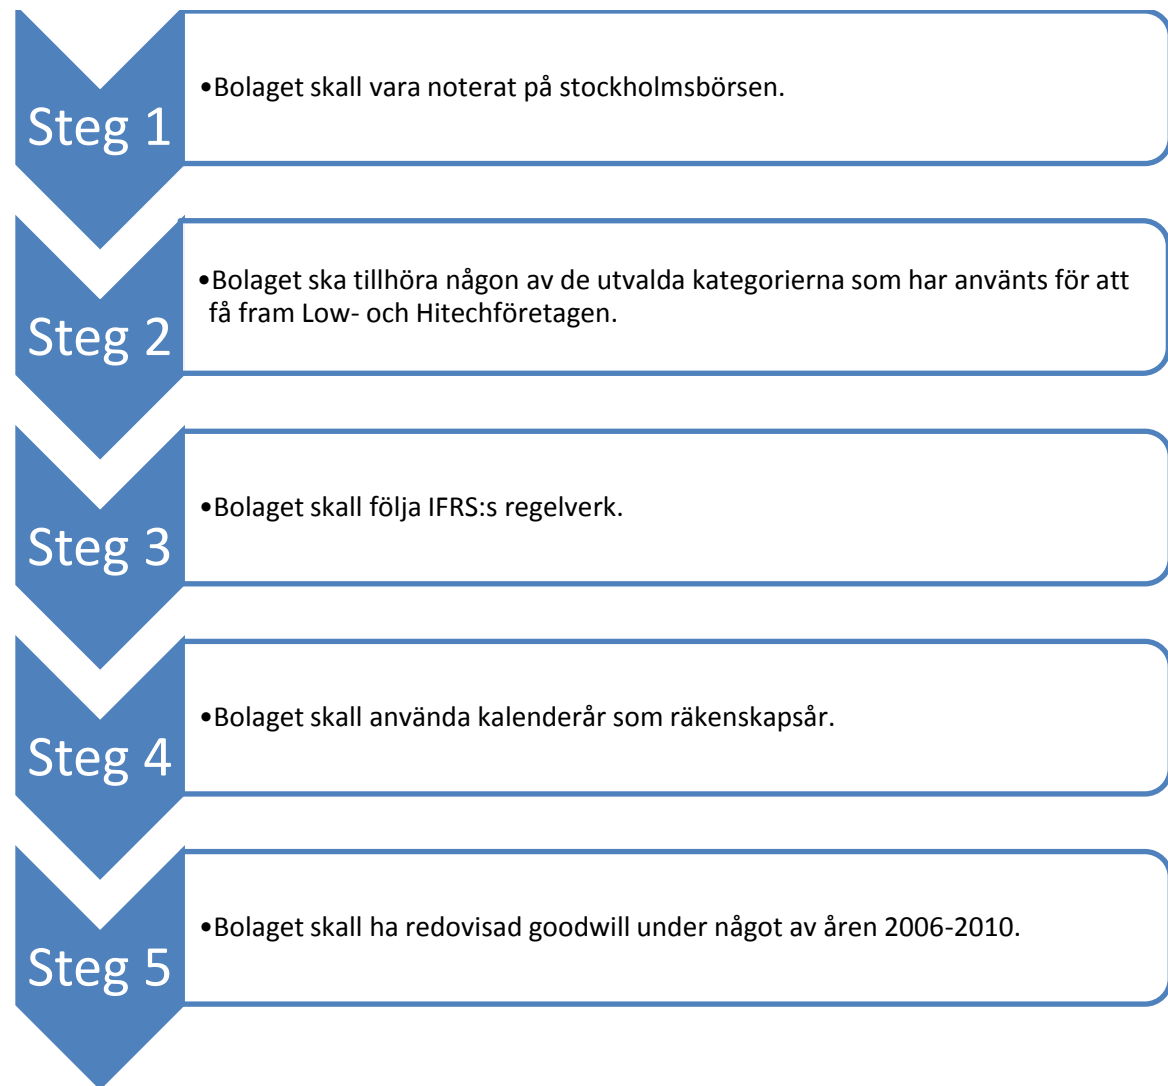 Steg 1
•Bolaget skall vara noterat på stockholmsbörsen.
Steg 2
•Bolaget ska tillhöra någon av de utvalda kategorierna som har använts för att
få fram Low- och Hitechföretagen.
Steg 3
•Bolaget skall följa IFRS:s regelverk.
Steg 4
•Bolaget skall använda kalenderår som räkenskapsår.
Steg 5
•Bolaget skall ha redovisad goodwill under något av åren 2006-2010.